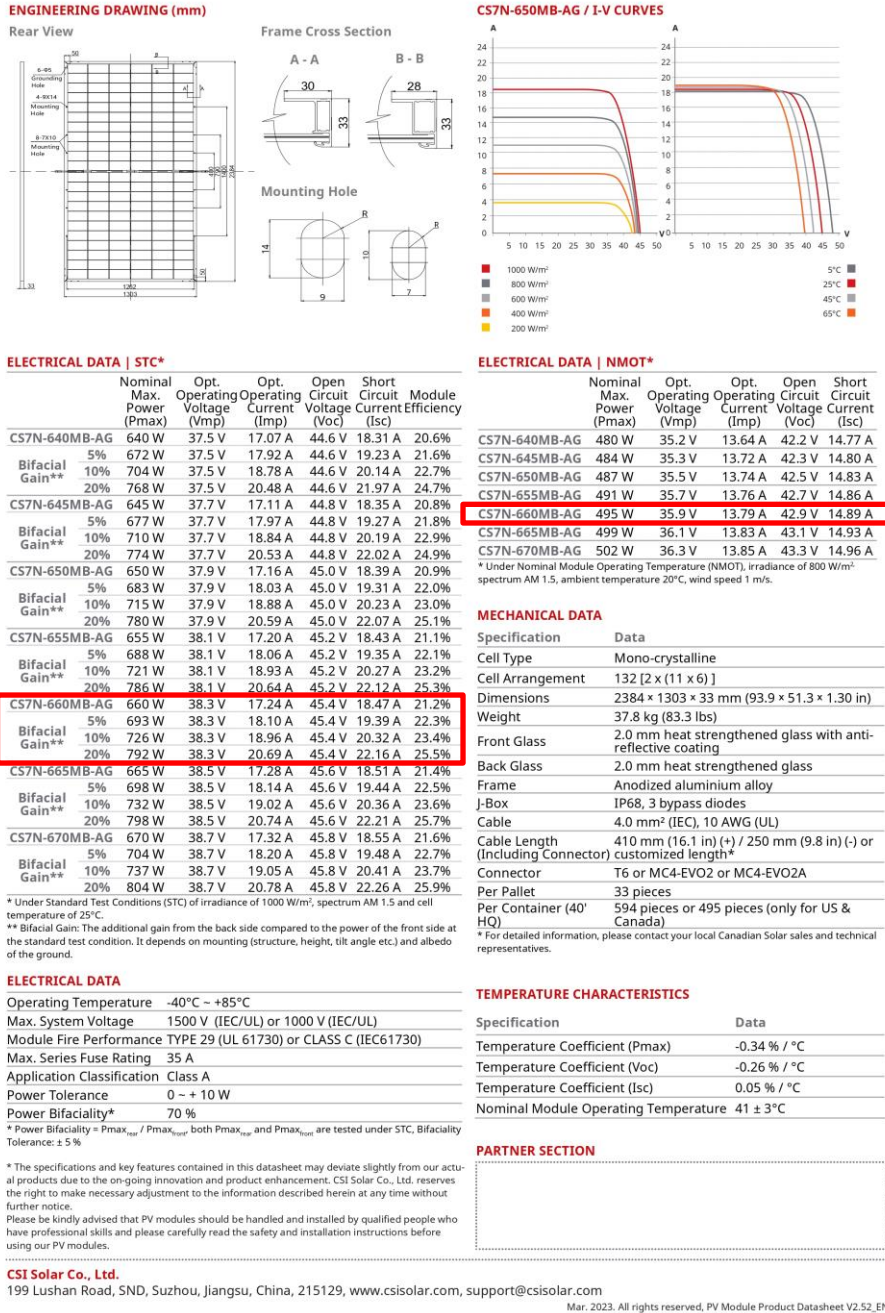 ENGINEERING DRAWING (mm)
Rear View
Frame Cross Section
A - A
B - B
50
6-Φ5
Grounding
Hole
4-9X14
Mounting
Hole
8-7X10
Mounting
Hole
A
2384
50
33
1262
1303
30
33
28
33
Mounting Hole
R
14
9
R
10
7
CS7N-650MB-AG / I-V CURVES
A
24
22
20
18
16
14
12
10
8
6
4
2
0
V
5 10 15 20 25 30 35 40 45 50
A
24
22
20
18
16
14
12
10
8
6
4
2
0
V
5 10 15 20 25 30 35 40 45 50
1000 W/m²
800 W/m²
600 W/m²
400 W/m²
200 W/m²
5°C
25°C
45°C
65°C
ELECTRICAL DATA | STC*
Nominal Max. Power (Pmax) Opt. Operating Voltage (Vmp) Opt. Operating Current (Imp) Open Circuit Voltage (Voc) Short Circuit Current (Isc) Module Efficiency
CS7N-640MB-AG 640 W 37.5 V 17.07 A 44.6 V 18.31 A 20.6%
Bifacial Gain**
5% 672 W 37.5 V 17.92 A 44.6 V 19.23 A 21.6%
10% 704 W 37.5 V 18.78 A 44.6 V 20.14 A 22.7%
20% 768 W 37.5 V 20.48 A 44.6 V 21.97 A 24.7%
CS7N-645MB-AG 645 W 37.7 V 17.11 A 44.8 V 18.35 A 20.8%
Bifacial Gain**
5% 677 W 37.7 V 17.97 A 44.8 V 19.27 A 21.8%
10% 710 W 37.7 V 18.84 A 44.8 V 20.19 A 22.9%
20% 774 W 37.7 V 20.53 A 44.8 V 22.02 A 24.9%
CS7N-650MB-AG 650 W 37.9 V 17.16 A 45.0 V 18.39 A 20.9%
Bifacial Gain**
5% 683 W 37.9 V 18.03 A 45.0 V 19.31 A 22.0%
10% 715 W 37.9 V 18.88 A 45.0 V 20.23 A 23.0%
20% 780 W 37.9 V 20.59 A 45.0 V 22.07 A 25.1%
CS7N-655MB-AG 655 W 38.1 V 17.20 A 45.2 V 18.43 A 21.1%
Bifacial Gain**
5% 688 W 38.1 V 18.06 A 45.2 V 19.35 A 22.1%
10% 721 W 38.1 V 18.93 A 45.2 V 20.27 A 23.2%
20% 786 W 38.1 V 20.64 A 45.2 V 22.12 A 25.3%
CS7N-660MB-AG 660 W 38.3 V 17.24 A 45.4 V 18.47 A 21.2%
Bifacial Gain**
5% 693 W 38.3 V 18.10 A 45.4 V 19.39 A 22.3%
10% 726 W 38.3 V 18.96 A 45.4 V 20.32 A 23.4%
20% 792 W 38.3 V 20.69 A 45.4 V 22.16 A 25.5%
CS7N-665MB-AG 665 W 38.5 V 17.28 A 45.6 V 18.51 A 21.4%
Bifacial Gain**
5% 698 W 38.5 V 18.14 A 45.6 V 19.44 A 22.5%
10% 732 W 38.5 V 19.02 A 45.6 V 20.36 A 23.6%
20% 798 W 38.5 V 20.74 A 45.6 V 22.21 A 25.7%
CS7N-670MB-AG 670 W 38.7 V 17.32 A 45.8 V 18.55 A 21.6%
Bifacial Gain**
5% 704 W 38.7 V 18.20 A 45.8 V 19.48 A 22.7%
10% 737 W 38.7 V 19.05 A 45.8 V 20.41 A 23.7%
20% 804 W 38.7 V 20.78 A 45.8 V 22.26 A 25.9%
* Under Standard Test Conditions (STC) of irradiance of 1000 W/m², spectrum AM 1.5 and cell
temperature of 25°C.
** Bifacial Gain: The additional gain from the back side compared to the power of the front side at
the standard test condition. It depends on mounting (structure, height, tilt angle etc.) and albedo
of the ground.
ELECTRICAL DATA
Operating Temperature -40°C ~ +85°C
Max. System Voltage 1500 V (IEC/UL) or 1000 V (IEC/UL)
Module Fire Performance TYPE 29 (UL 61730) or CLASS C (IEC61730)
Max. Series Fuse Rating 35 A
Application Classification Class A
Power Tolerance 0 ~ + 10 W
Power Bifaciality* 70 %
* Power Bifaciality = Pmaxrear / Pmaxfront, both Pmaxrear and Pmaxfront are tested under STC, Bifaciality
Tolerance: ± 5 %
* The specifications and key features contained in this datasheet may deviate slightly from our actu-
al products due to the on-going innovation and product enhancement. CSI Solar Co., Ltd. reserves
the right to make necessary adjustment to the information described herein at any time without
further notice.
Please be kindly advised that PV modules should be handled and installed by qualified people who
have professional skills and please carefully read the safety and installation instructions before
using our PV modules.
ELECTRICAL DATA | NMOT*
Nominal Max. Power (Pmax) Opt. Operating Voltage (Vmp) Opt. Operating Current (Imp) Open Circuit Voltage (Voc) Short Circuit Current (Isc)
CS7N-640MB-AG 480 W 35.2 V 13.64 A 42.2 V 14.77 A
CS7N-645MB-AG 484 W 35.3 V 13.72 A 42.3 V 14.80 A
CS7N-650MB-AG 487 W 35.5 V 13.74 A 42.5 V 14.83 A
CS7N-655MB-AG 491 W 35.7 V 13.76 A 42.7 V 14.86 A
CS7N-660MB-AG 495 W 35.9 V 13.79 A 42.9 V 14.89 A
CS7N-665MB-AG 499 W 36.1 V 13.83 A 43.1 V 14.93 A
CS7N-670MB-AG 502 W 36.3 V 13.85 A 43.3 V 14.96 A
* Under Nominal Module Operating Temperature (NMOT), irradiance of 800 W/m²,
spectrum AM 1.5, ambient temperature 20°C, wind speed 1 m/s.
MECHANICAL DATA
Specification Data
Cell Type Mono-crystalline
Cell Arrangement 132 [2 x (11 x 6) ]
Dimensions 2384 × 1303 × 33 mm (93.9 × 51.3 × 1.30 in)
Weight 37.8 kg (83.3 lbs)
Front Glass 2.0 mm heat strengthened glass with anti-
reflective coating
Back Glass 2.0 mm heat strengthened glass
Frame Anodized aluminium alloy
J-Box IP68, 3 bypass diodes
Cable 4.0 mm² (IEC), 10 AWG (UL)
Cable Length 410 mm (16.1 in) (+) / 250 mm (9.8 in) (-) or
(Including Connector) customized length*
Connector T6 or MC4-EVO2 or MC4-EVO2A
Per Pallet 33 pieces
Per Container (40' 594 pieces or 495 pieces (only for US &
HQ) Canada)
* For detailed information, please contact your local Canadian Solar sales and technical
representatives.
TEMPERATURE CHARACTERISTICS
Specification Data
Temperature Coefficient (Pmax) -0.34 % / °C
Temperature Coefficient (Voc) -0.26 % / °C
Temperature Coefficient (Isc) 0.05 % / °C
Nominal Module Operating Temperature 41 ± 3°C
PARTNER SECTION
CSI Solar Co., Ltd.
199 Lushan Road, SND, Suzhou, Jiangsu, China, 215129, www.csisolar.com, support@csisolar.com
Mar. 2023. All rights reserved, PV Module Product Datasheet V2.52_EN